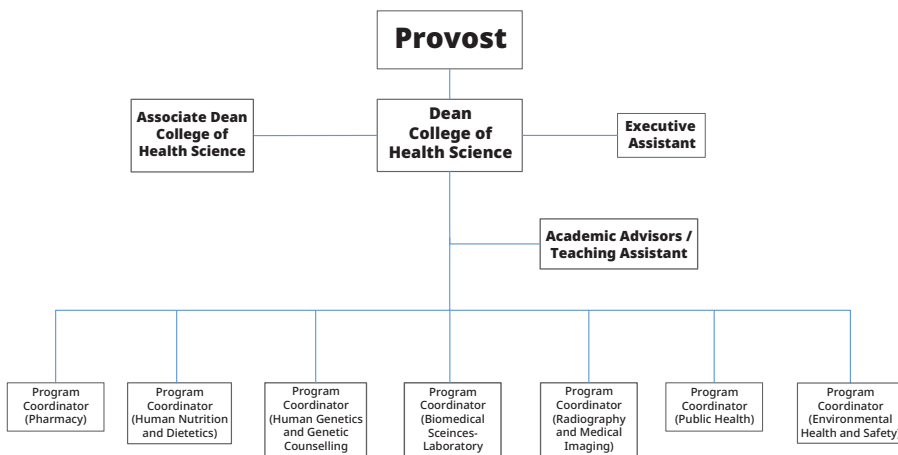 Provost
Associate Dean
College of
Health Science
Dean
College of
Health Science
Executive
Assistant
Academic Advisors /
Teaching Assistant
Program
Coordinator
(Pharmacy)
Program
Coordinator
(Human Nutrition
and Dietetics)
Program
Coordinator
(Human Genetics
and Genetic
Counselling
Program
Coordinator
(Biomedical
Sceinces-
Laboratory
Program
Coordinator
(Radiography
and Medical
Imaging)
Program
Coordinator
(Public Health)
Program
Coordinator
(Environmental
Health and Safety)